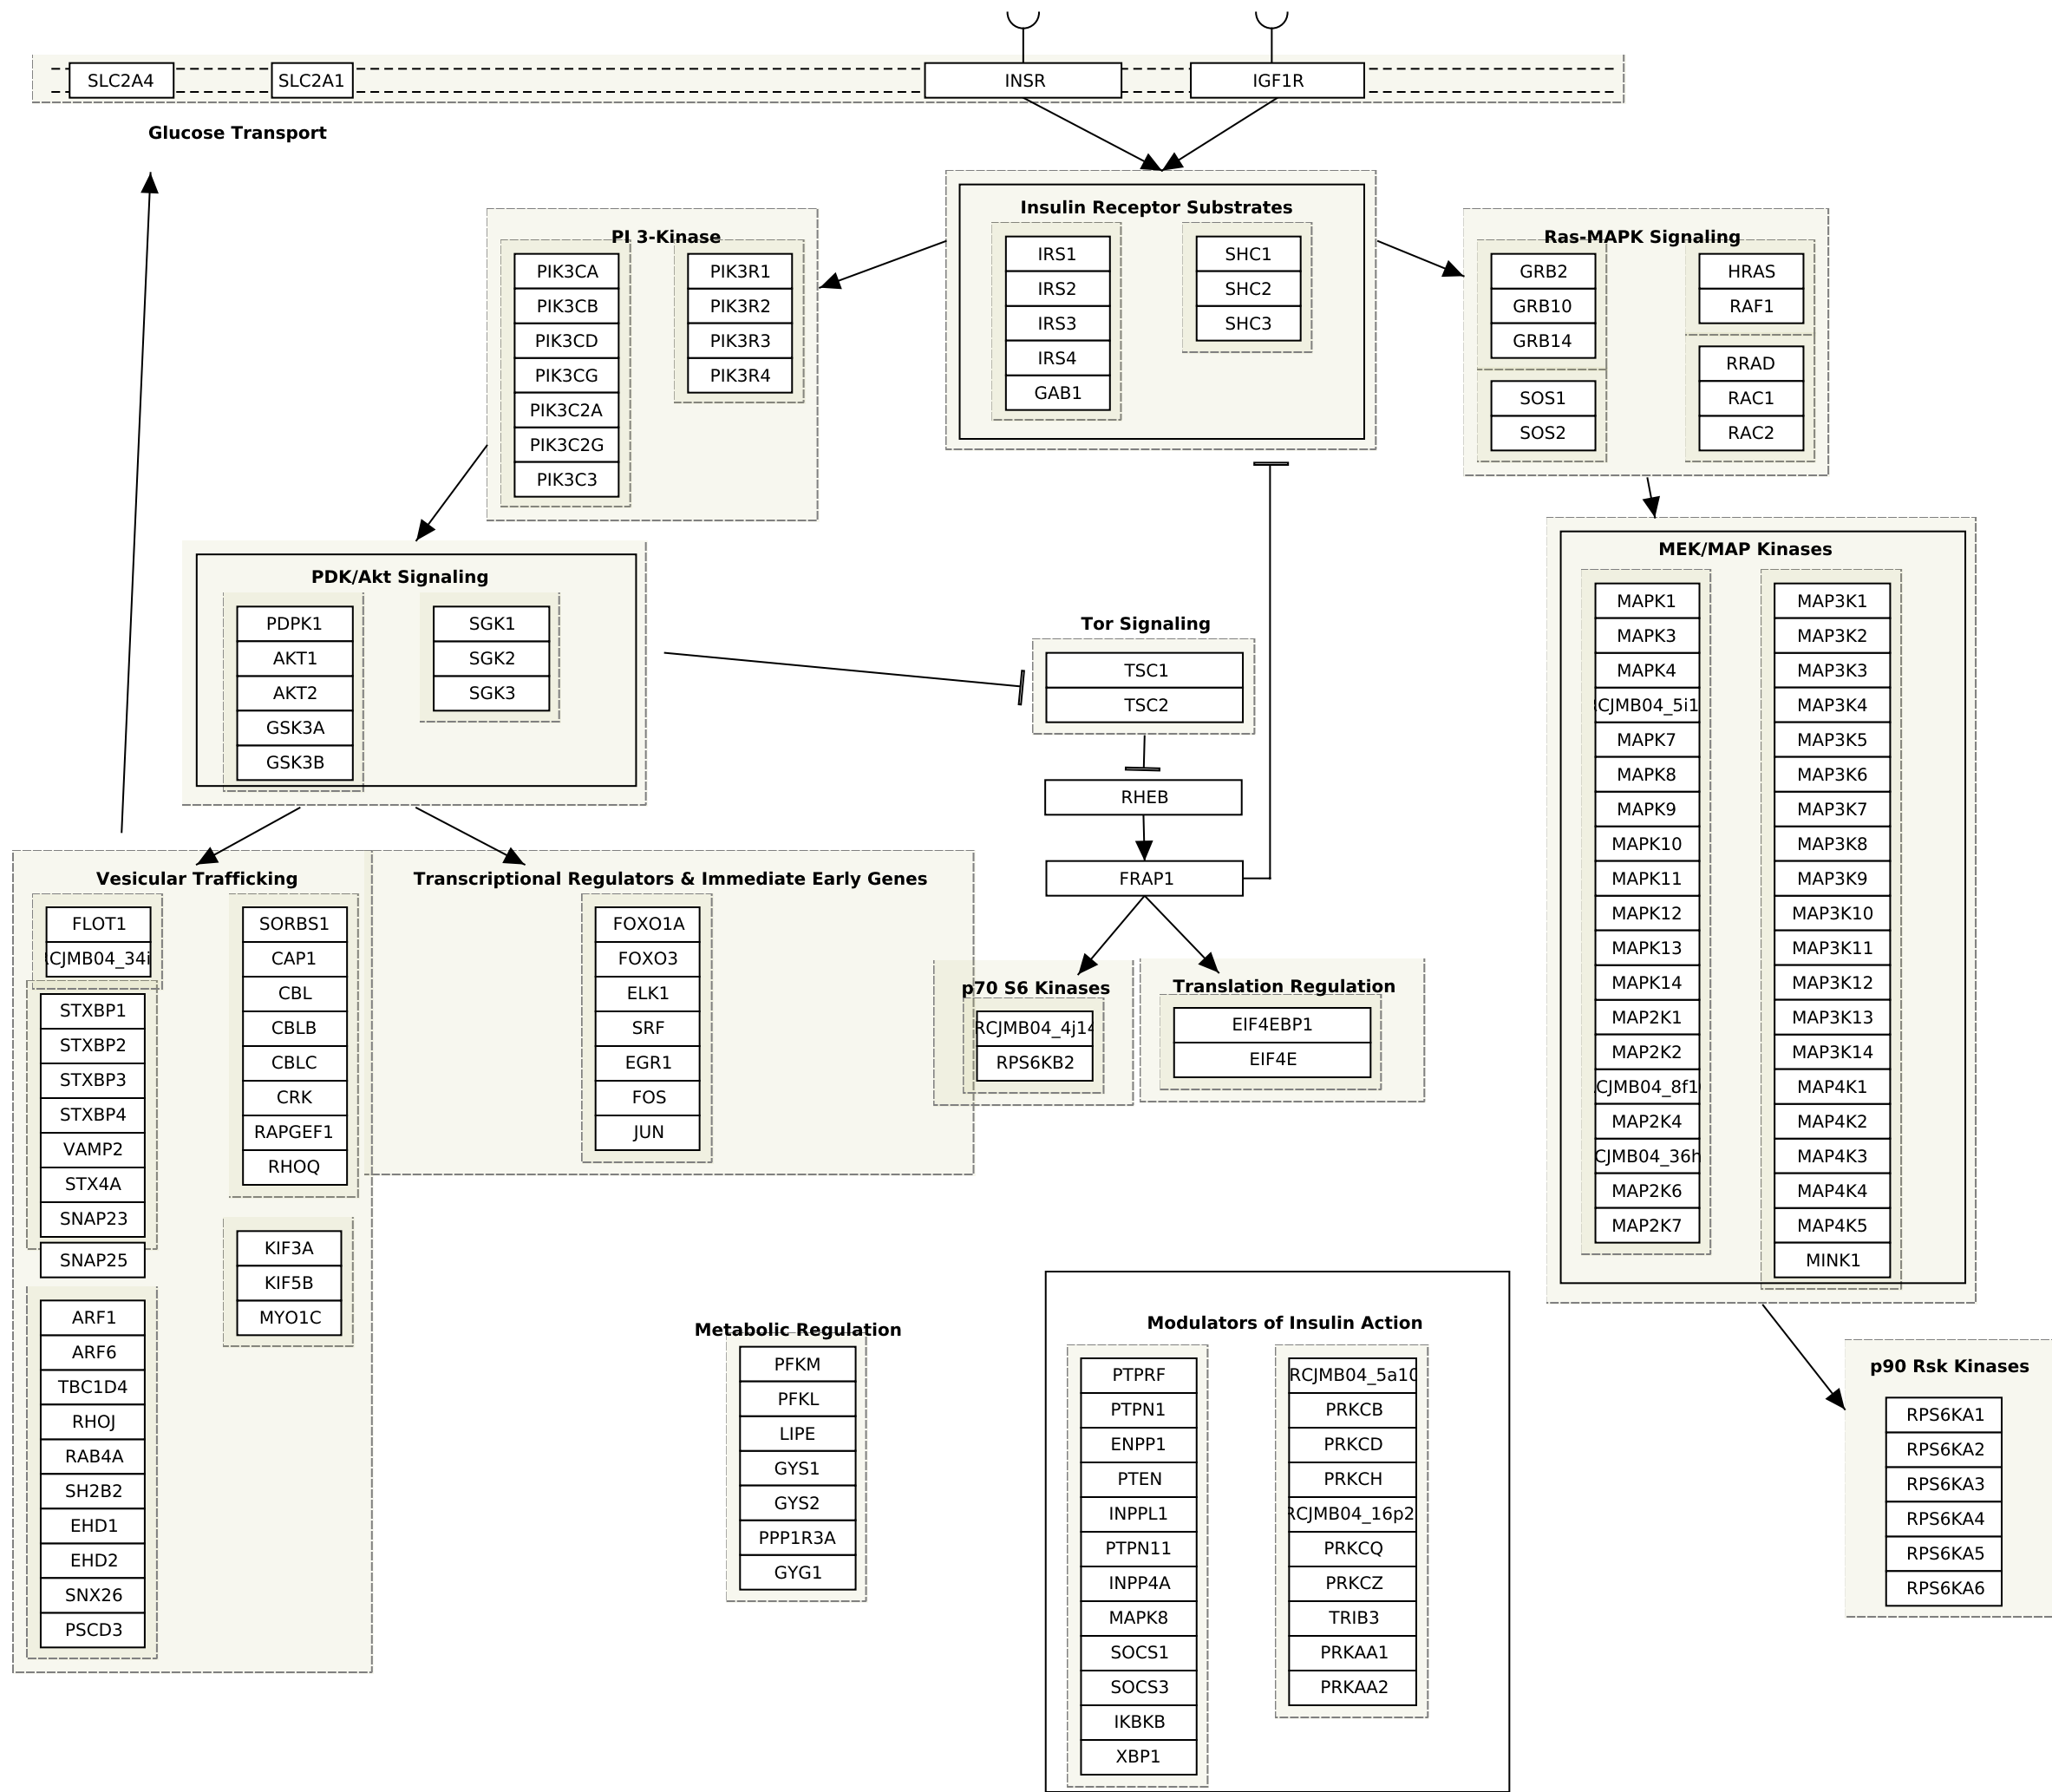 SLC2A4
SLC2A1
INSR
IGF1R
Glucose Transport
Insulin Receptor Substrates
IRS1
IRS2
IRS3
IRS4
GAB1
SHC1
SHC2
SHC3
PI 3-Kinase
PIK3CA
PIK3CB
PIK3CD
PIK3CG
PIK3C2A
PIK3C2G
PIK3C3
PIK3R1
PIK3R2
PIK3R3
PIK3R4
Ras-MAPK Signaling
GRB2
GRB10
GRB14
SOS1
SOS2
HRAS
RAF1
RRAD
RAC1
RAC2
PDK/Akt Signaling
PDPK1
AKT1
AKT2
GSK3A
GSK3B
SGK1
SGK2
SGK3
Tor Signaling
TSC1
TSC2
RHEB
FRAP1
MEK/MAP Kinases
MAPK1
MAPK3
MAPK4
CJMB04_5i1
MAPK7
MAPK8
MAPK9
MAPK10
MAPK11
MAPK12
MAPK13
MAPK14
MAP2K1
MAP2K2
CJMB04_8f1
MAP2K4
CJMB04_36h
MAP2K6
MAP2K7
MAP3K1
MAP3K2
MAP3K3
MAP3K4
MAP3K5
MAP3K6
MAP3K7
MAP3K8
MAP3K9
MAP3K10
MAP3K11
MAP3K12
MAP3K13
MAP3K14
MAP4K1
MAP4K2
MAP4K3
MAP4K4
MAP4K5
MINK1
Vesicular Trafficking
FLOT1
CJMB04_34i
STXBP1
STXBP2
STXBP3
STXBP4
VAMP2
STX4A
SNAP23
SNAP25
ARF1
ARF6
TBC1D4
RHOJ
RAB4A
SH2B2
EHD1
EHD2
SNX26
PSCD3
SORBS1
CAP1
CBL
CBLB
CBLC
CRK
RAPGEF1
RHOQ
KIF3A
KIF5B
MYO1C
Transcriptional Regulators & Immediate Early Genes
FOXO1A
FOXO3
ELK1
SRF
EGR1
FOS
JUN
p70 S6 Kinases
RCJMB04_4j14
RPS6KB2
Translation Regulation
EIF4EBP1
EIF4E
Metabolic Regulation
PFKM
PFKL
LIPE
GYS1
GYS2
PPP1R3A
GYG1
Modulators of Insulin Action
PTPRF
PTPN1
ENPP1
PTEN
INPPL1
PTPN11
INPP4A
MAPK8
SOCS1
SOCS3
IKBKB
XBP1
RCJMB04_5a10
PRKCB
PRKCD
PRKCH
RCJMB04_16p2
PRKCQ
PRKCZ
TRIB3
PRKAA1
PRKAA2
p90 Rsk Kinases
RPS6KA1
RPS6KA2
RPS6KA3
RPS6KA4
RPS6KA5
RPS6KA6